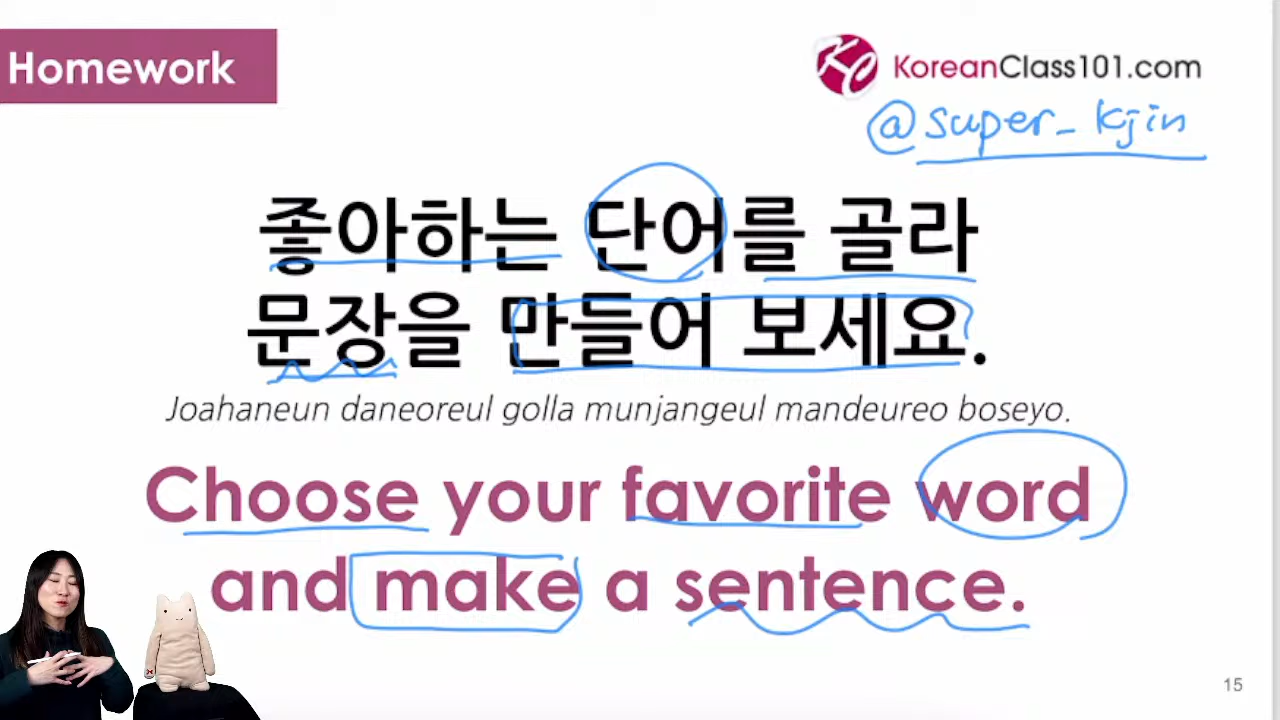 Homework
KoreanClass101.com
@super_kjin
좋아하는 단어를 골라
문장을 만들어 보세요.
Joahaneun daneoreul golla munjangeul mandeureo boseyo.
Choose your favorite word
and make a sentence.
15